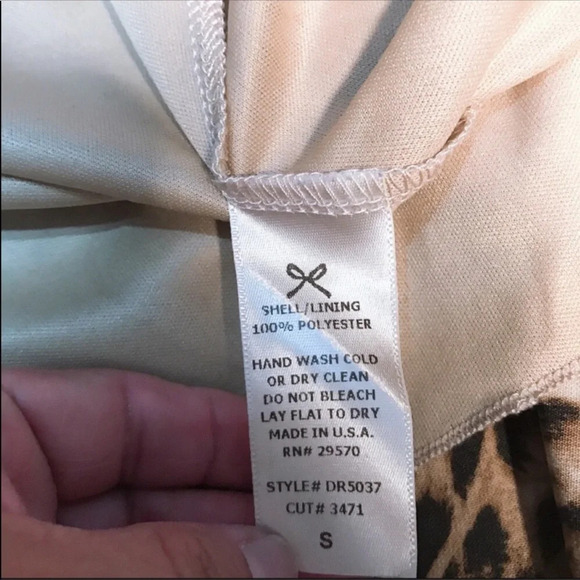 SHELL/LINING
100% POLYESTER
HAND WASH COLD
OR DRY CLEAN
DO NOT BLEACH
LAY FLAT TO DRY
MADE IN U.S.A.
RN# 29570
STYLE# DR5037
CUT# 3471
S